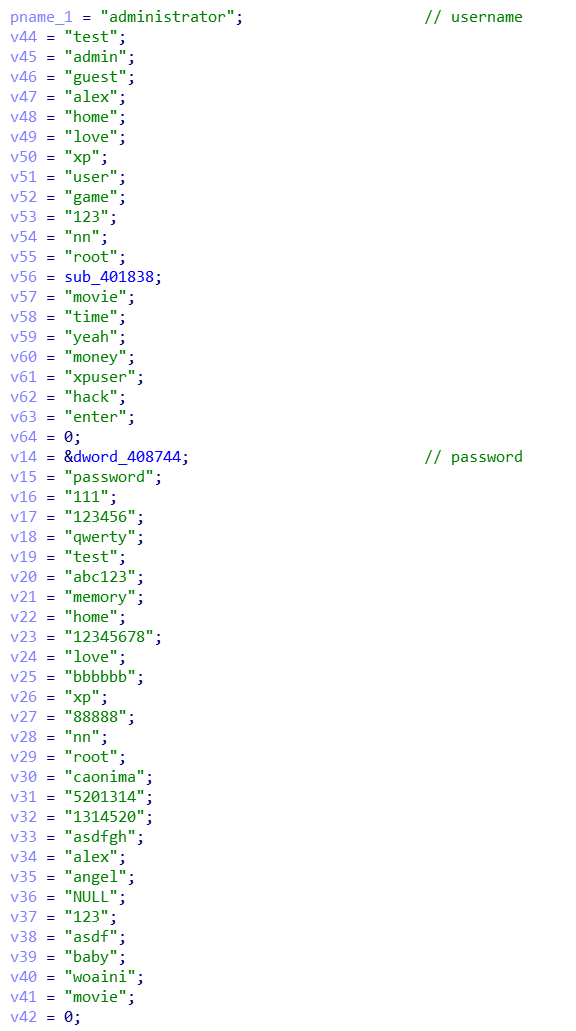 pname_1 = "administrator"; // username
v44 = "test";
v45 = "admin";
v46 = "guest";
v47 = "alex";
v48 = "home";
v49 = "love";
v50 = "xp";
v51 = "user";
v52 = "game";
v53 = "123";
v54 = "nn";
v55 = "root";
v56 = sub_401838;
v57 = "movie";
v58 = "time";
v59 = "yeah";
v60 = "money";
v61 = "xpuser";
v62 = "hack";
v63 = "enter";
v64 = 0;
v14 = &dword_408744; // password
v15 = "password";
v16 = "111";
v17 = "123456";
v18 = "qwerty";
v19 = "test";
v20 = "abc123";
v21 = "memory";
v22 = "home";
v23 = "12345678";
v24 = "love";
v25 = "bbbbbb";
v26 = "xp";
v27 = "88888";
v28 = "nn";
v29 = "root";
v30 = "caonima";
v31 = "5201314";
v32 = "1314520";
v33 = "asdfgh";
v34 = "alex";
v35 = "angel";
v36 = "NULL";
v37 = "123";
v38 = "asdf";
v39 = "baby";
v40 = "woaini";
v41 = "movie";
v42 = 0;